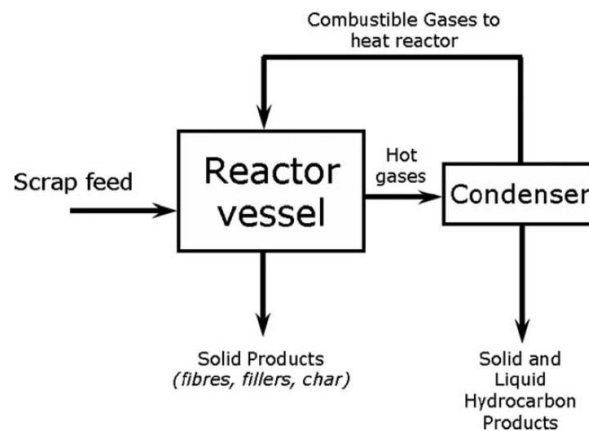 Combustible Gases to
heat reactor
Scrap feed
Reactor
vessel
Hot
gases
Condenser
Solid Products
(fibres, fillers, char)
Solid and
Liquid
Hydrocarbon
Products